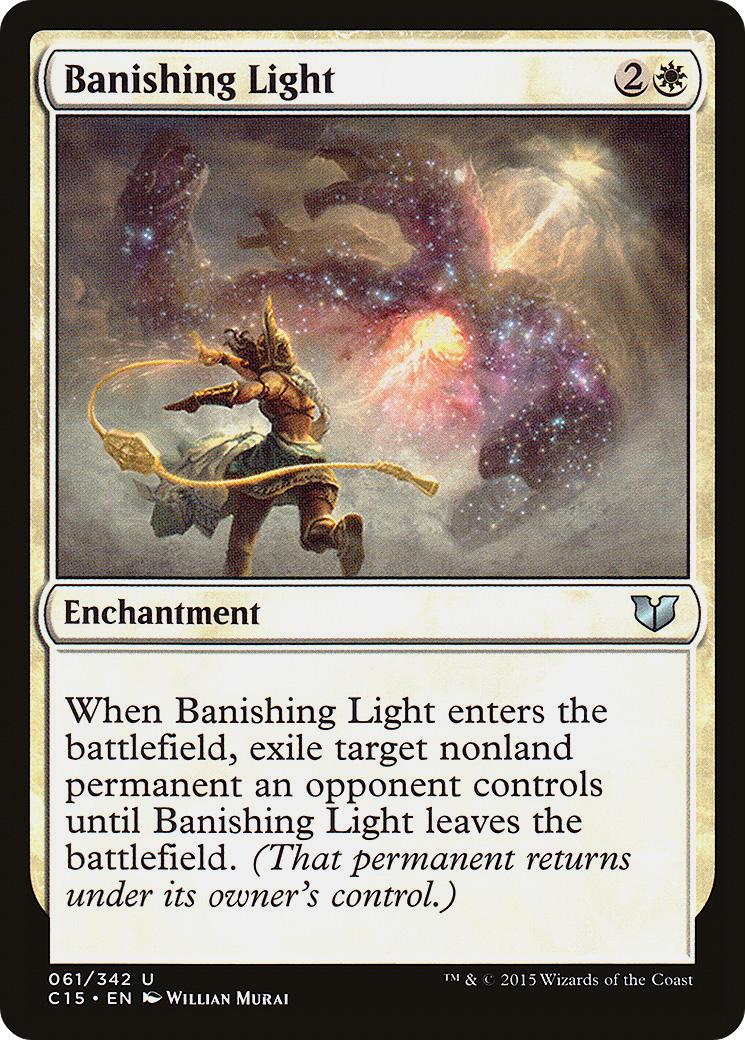 Banishing Light 2
Enchantment
When Banishing Light enters the
battlefield, exile target nonland
permanent an opponent controls
until Banishing Light leaves the
battlefield. (That permanent returns
under its owner's control.)
061/342 U
™ & © 2015 Wizards of the Coast
C15 • EN Willian Murai